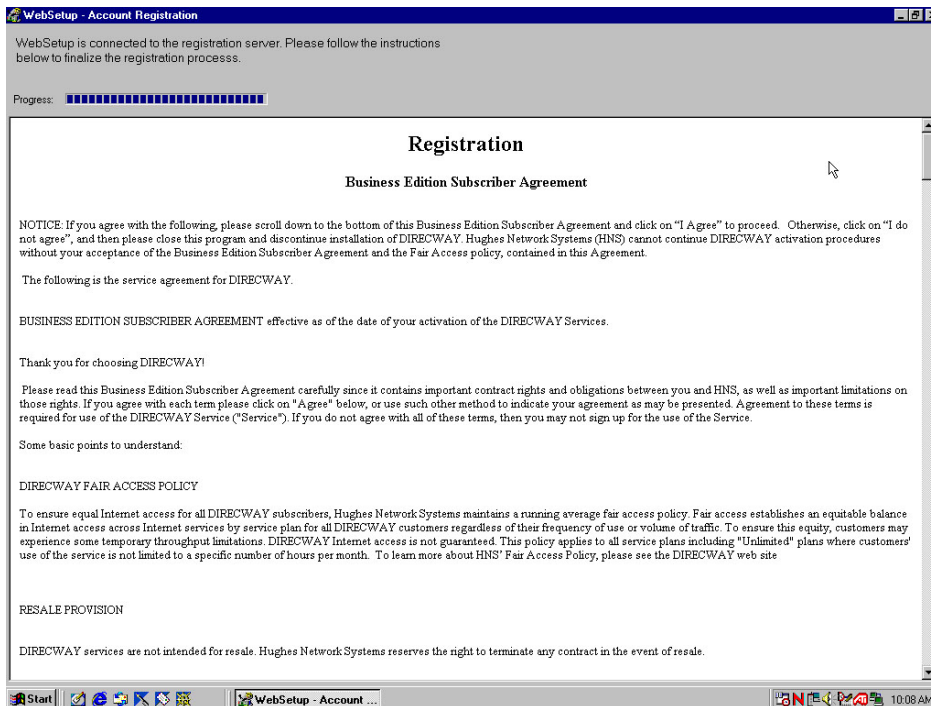 WebSetup - Account Registration
WebSetup is connected to the registration server. Please follow the instructions
below to finalize the registration processs.
Progress:
Registration
Business Edition Subscriber Agreement
NOTICE: If you agree with the following, please scroll down to the bottom of this Business Edition Subscriber Agreement and click on “I Agree” to proceed.  Otherwise, click on “I do
not agree”, and then please close this program and discontinue installation of DIRECWAY. Hughes Network Systems (HNS) cannot continue DIRECWAY activation procedures
without your acceptance of the Business Edition Subscriber Agreement and the Fair Access policy, contained in this Agreement.
The following is the service agreement for DIRECWAY.
BUSINESS EDITION SUBSCRIBER AGREEMENT effective as of the date of your activation of the DIRECWAY Services.
Thank you for choosing DIRECWAY!
Please read this Business Edition Subscriber Agreement carefully since it contains important contract rights and obligations between you and HNS, as well as important limitations on
those rights. If you agree with each term please click on "Agree" below, or use such other method to indicate your agreement as may be presented. Agreement to these terms is
required for use of the DIRECWAY Service ("Service"). If you do not agree with all of these terms, then you may not sign up for the use of the Service.
Some basic points to understand:
DIRECWAY FAIR ACCESS POLICY
To ensure equal Internet access for all DIRECWAY subscribers, Hughes Network Systems maintains a running average fair access policy. Fair access establishes an equitable balance
in Internet access across Internet services by service plan for all DIRECWAY customers regardless of their frequency of use or volume of traffic. To ensure this equity, customers may
experience some temporary throughput limitations. DIRECWAY Internet access is not guaranteed. This policy applies to all service plans including "Unlimited" plans where customers'
use of the service is not limited to a specific number of hours per month.  To learn more about HNS' Fair Access Policy, please see the DIRECWAY web site
RESALE PROVISION
DIRECWAY services are not intended for resale. Hughes Network Systems reserves the right to terminate any contract in the event of resale.
Start
WebSetup - Account ...
10:08 AM